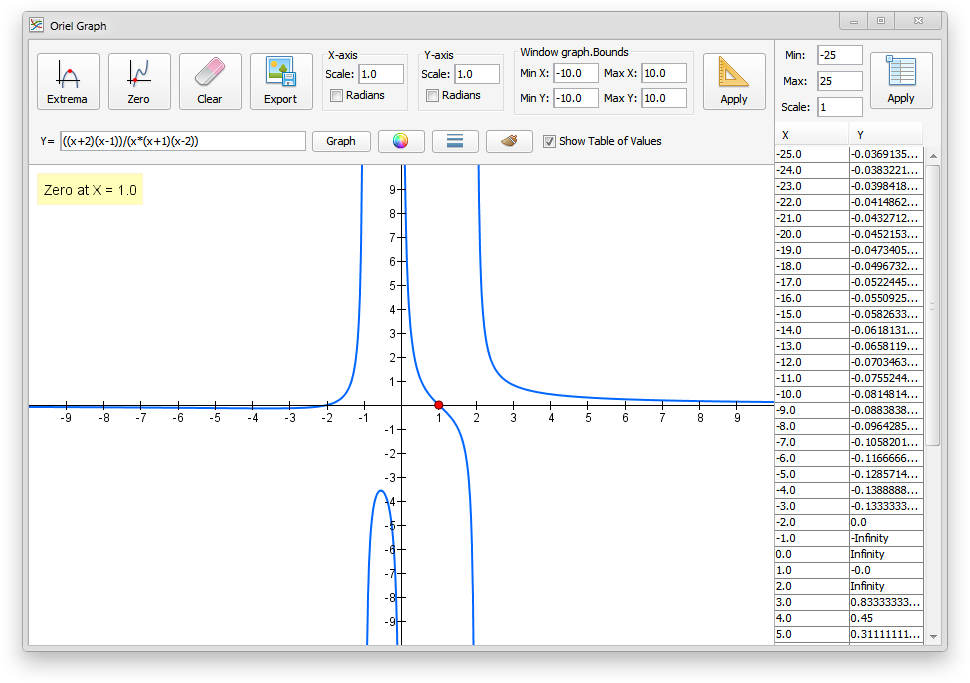 Oriel Graph
Extrema
Zero
Clear
Export
X-axis
Scale: 1.0
Radians
Y-axis
Scale: 1.0
Radians
Window graph.Bounds
Min X: -10.0 Max X: 10.0
Min Y: -10.0 Max Y: 10.0
Apply
Min: -25
Max: 25
Scale: 1
Apply
Y= ((x+2)(x-1))/(x*(x+1)(x-2))
Graph
Show Table of Values
Zero at X = 1.0
9
8
7
6
5
4
3
2
1
-9 -8 -7 -6 -5 -4 -3 -2 -1 1 2 3 4 5 6 7 8 9
-1
-2
-3
-4
-5
-6
-7
-8
-9
X Y
-25.0 -0.0369135...
-24.0 -0.0383221...
-23.0 -0.0398418...
-22.0 -0.0414862...
-21.0 -0.0432712...
-20.0 -0.0452153...
-19.0 -0.0473405...
-18.0 -0.0496732...
-17.0 -0.0522445...
-16.0 -0.0550925...
-15.0 -0.0582633...
-14.0 -0.0618131...
-13.0 -0.0658119...
-12.0 -0.0703463...
-11.0 -0.0755244...
-10.0 -0.0814814...
-9.0 -0.0883838...
-8.0 -0.0964285...
-7.0 -0.1058201...
-6.0 -0.1166666...
-5.0 -0.1285714...
-4.0 -0.1388888...
-3.0 -0.1333333...
-2.0 0.0
-1.0 -Infinity
0.0 Infinity
1.0 -0.0
2.0 Infinity
3.0 0.83333333...
4.0 0.45
5.0 0.31111111...